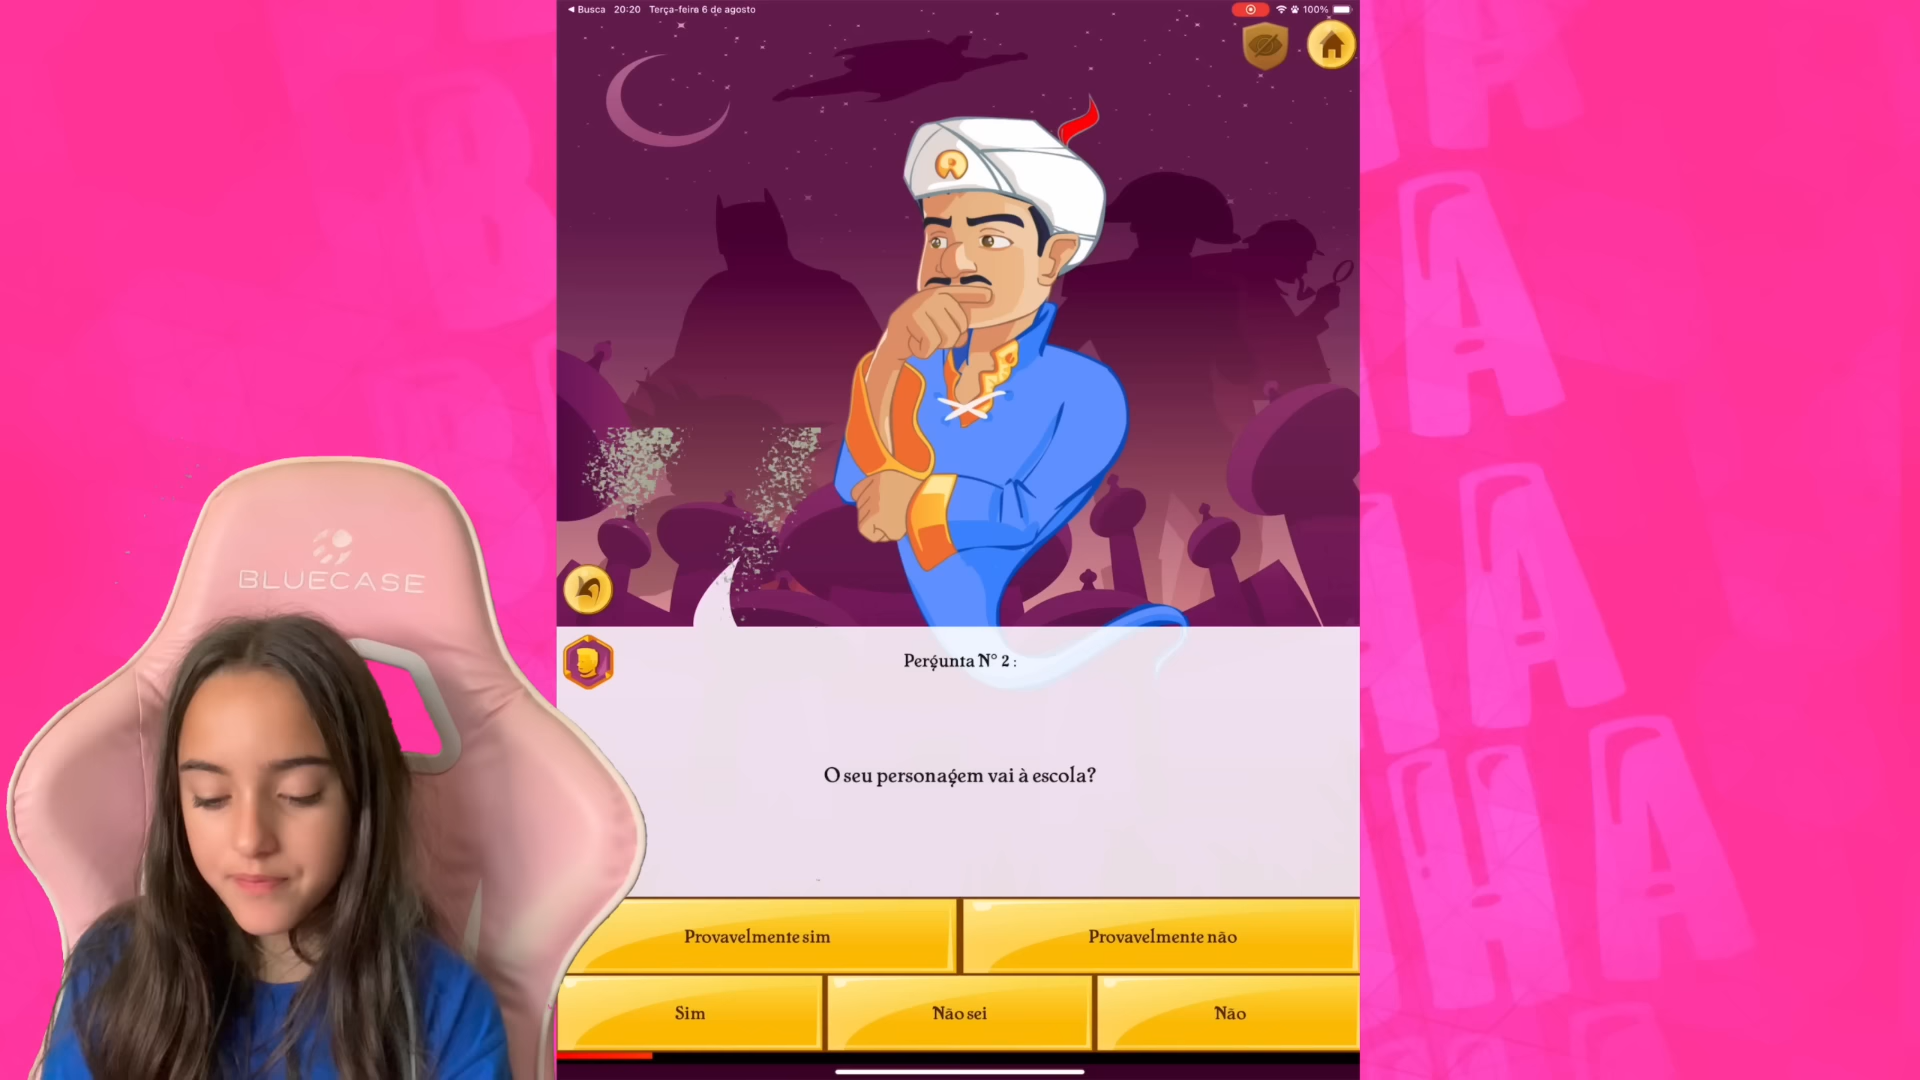 ◀ Busca 20:20 Terça-feira 6 de agosto
100%
BLUECASE
Pergunta Nº 2 :
O seu personagem vai à escola?
Provavelmente sim
Provavelmente não
Sim
Não sei
Não